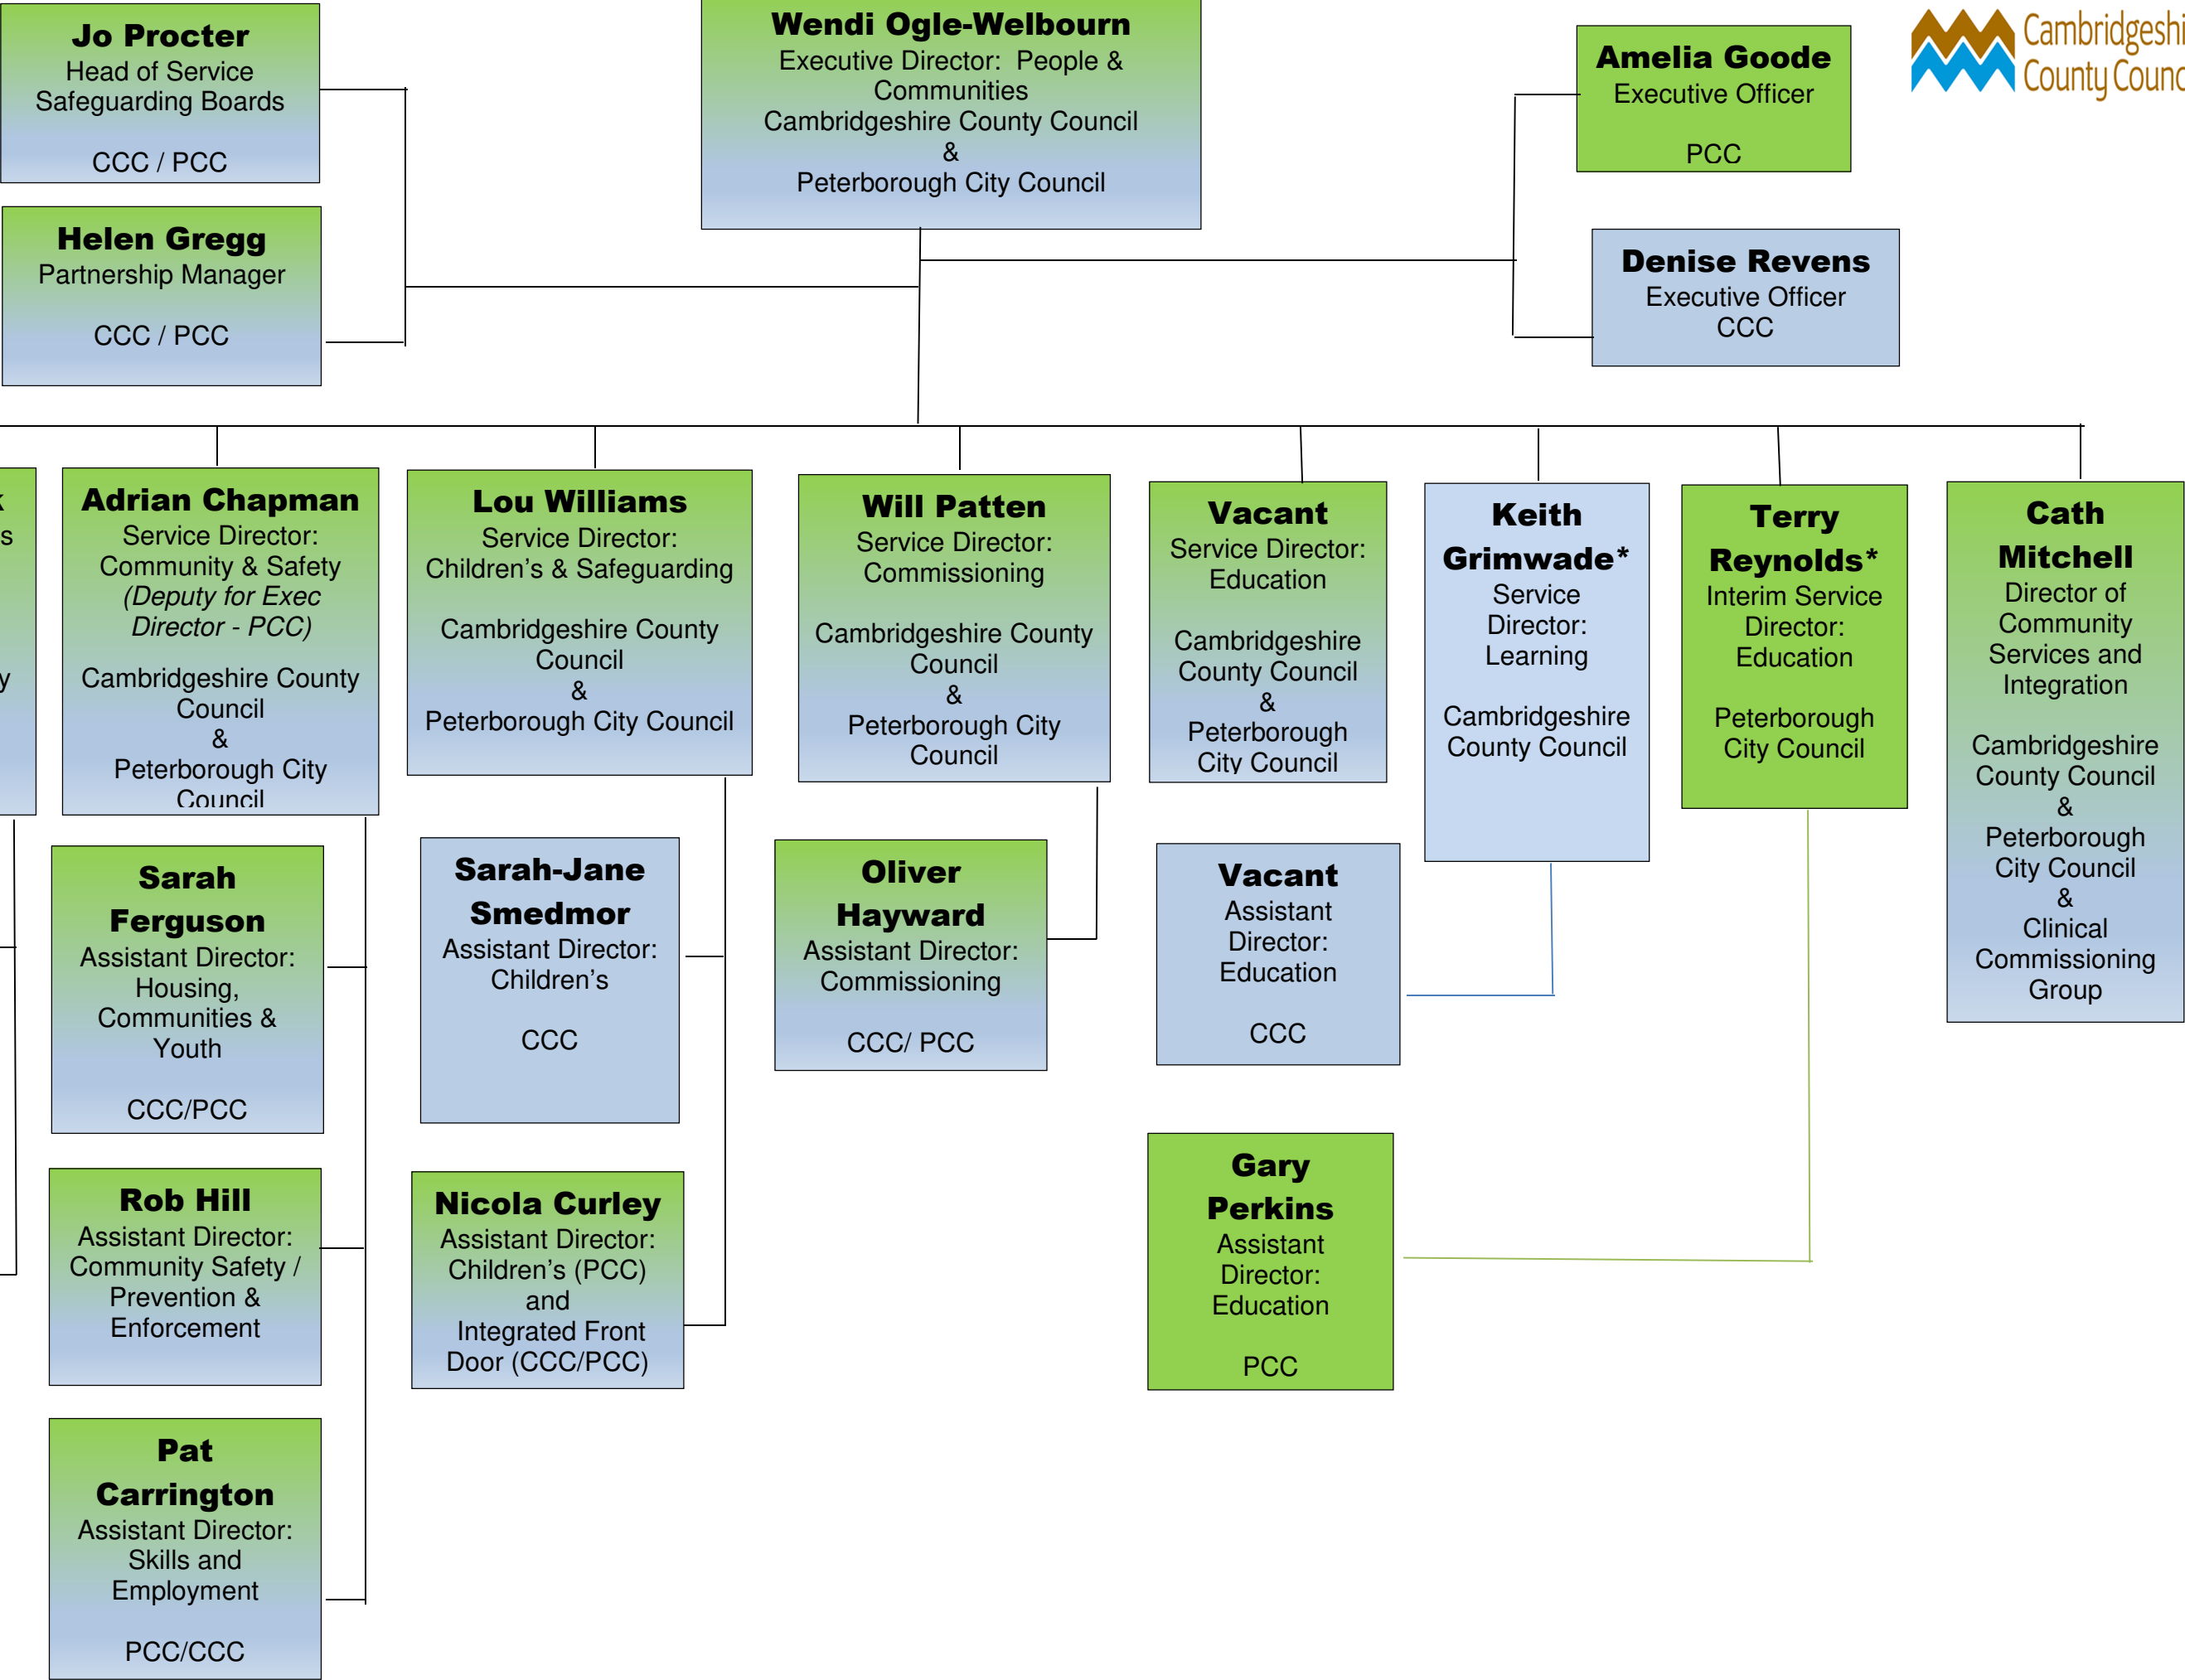 Jo Procter
Head of Service
Safeguarding Boards
CCC / PCC
Helen Gregg
Partnership Manager
CCC / PCC
Wendi Ogle-Welbourn
Executive Director: People &
Communities
Cambridgeshire County Council
&
Peterborough City Council
Amelia Goode
Executive Officer
PCC
Denise Revens
Executive Officer
CCC
County
Adrian Chapman
Service Director:
Community & Safety
(Deputy for Exec
Director - PCC)
Cambridgeshire County
Council
&
Peterborough City
Council
Sarah
Ferguson
Assistant Director:
Housing,
Communities &
Youth
CCC/PCC
Rob Hill
Assistant Director:
Community Safety /
Prevention &
Enforcement
Pat
Carrington
Assistant Director:
Skills and
Employment
PCC/CCC
Lou Williams
Service Director:
Children’s & Safeguarding
Cambridgeshire County
Council
&
Peterborough City Council
Sarah-Jane
Smedmor
Assistant Director:
Children’s
CCC
Nicola Curley
Assistant Director:
Children’s (PCC)
and
Integrated Front
Door (CCC/PCC)
Will Patten
Service Director:
Commissioning
Cambridgeshire County
Council
&
Peterborough City
Council
Oliver
Hayward
Assistant Director:
Commissioning
CCC/ PCC
Vacant
Service Director:
Education
Cambridgeshire
County Council
&
Peterborough
City Council
Keith
Grimwade*
Service
Director:
Learning
Cambridgeshire
County Council
Vacant
Assistant
Director:
Education
CCC
Terry
Reynolds*
Interim Service
Director:
Education
Peterborough
City Council
Gary
Perkins
Assistant
Director:
Education
PCC
Cath
Mitchell
Director of
Community
Services and
Integration
Cambridgeshire
County Council
&
Peterborough
City Council
&
Clinical
Commissioning
Group